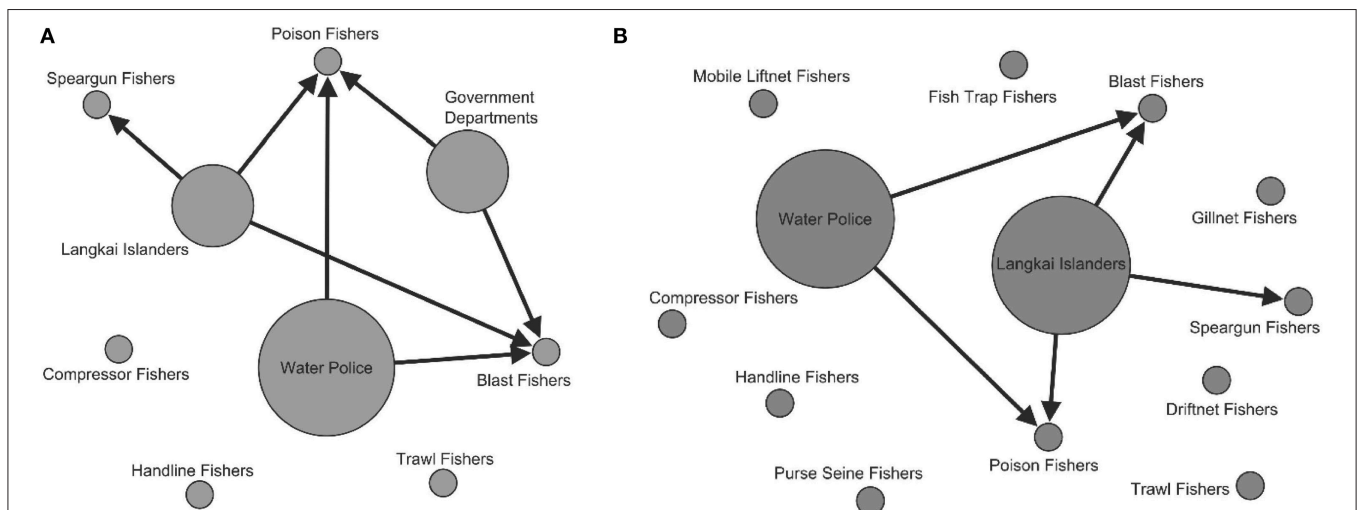 A
Poison Fishers
Speargun Fishers
Government
Departments
Langkai Islanders
Compressor Fishers
Water Police
Blast Fishers
Handline Fishers
Trawl Fishers
B
Mobile Liftnet Fishers
Fish Trap Fishers
Blast Fishers
Water Police
Gillnet Fishers
Langkai Islanders
Compressor Fishers
Speargun Fishers
Handline Fishers
Driftnet Fishers
Poison Fishers
Purse Seine Fishers
Trawl Fishers